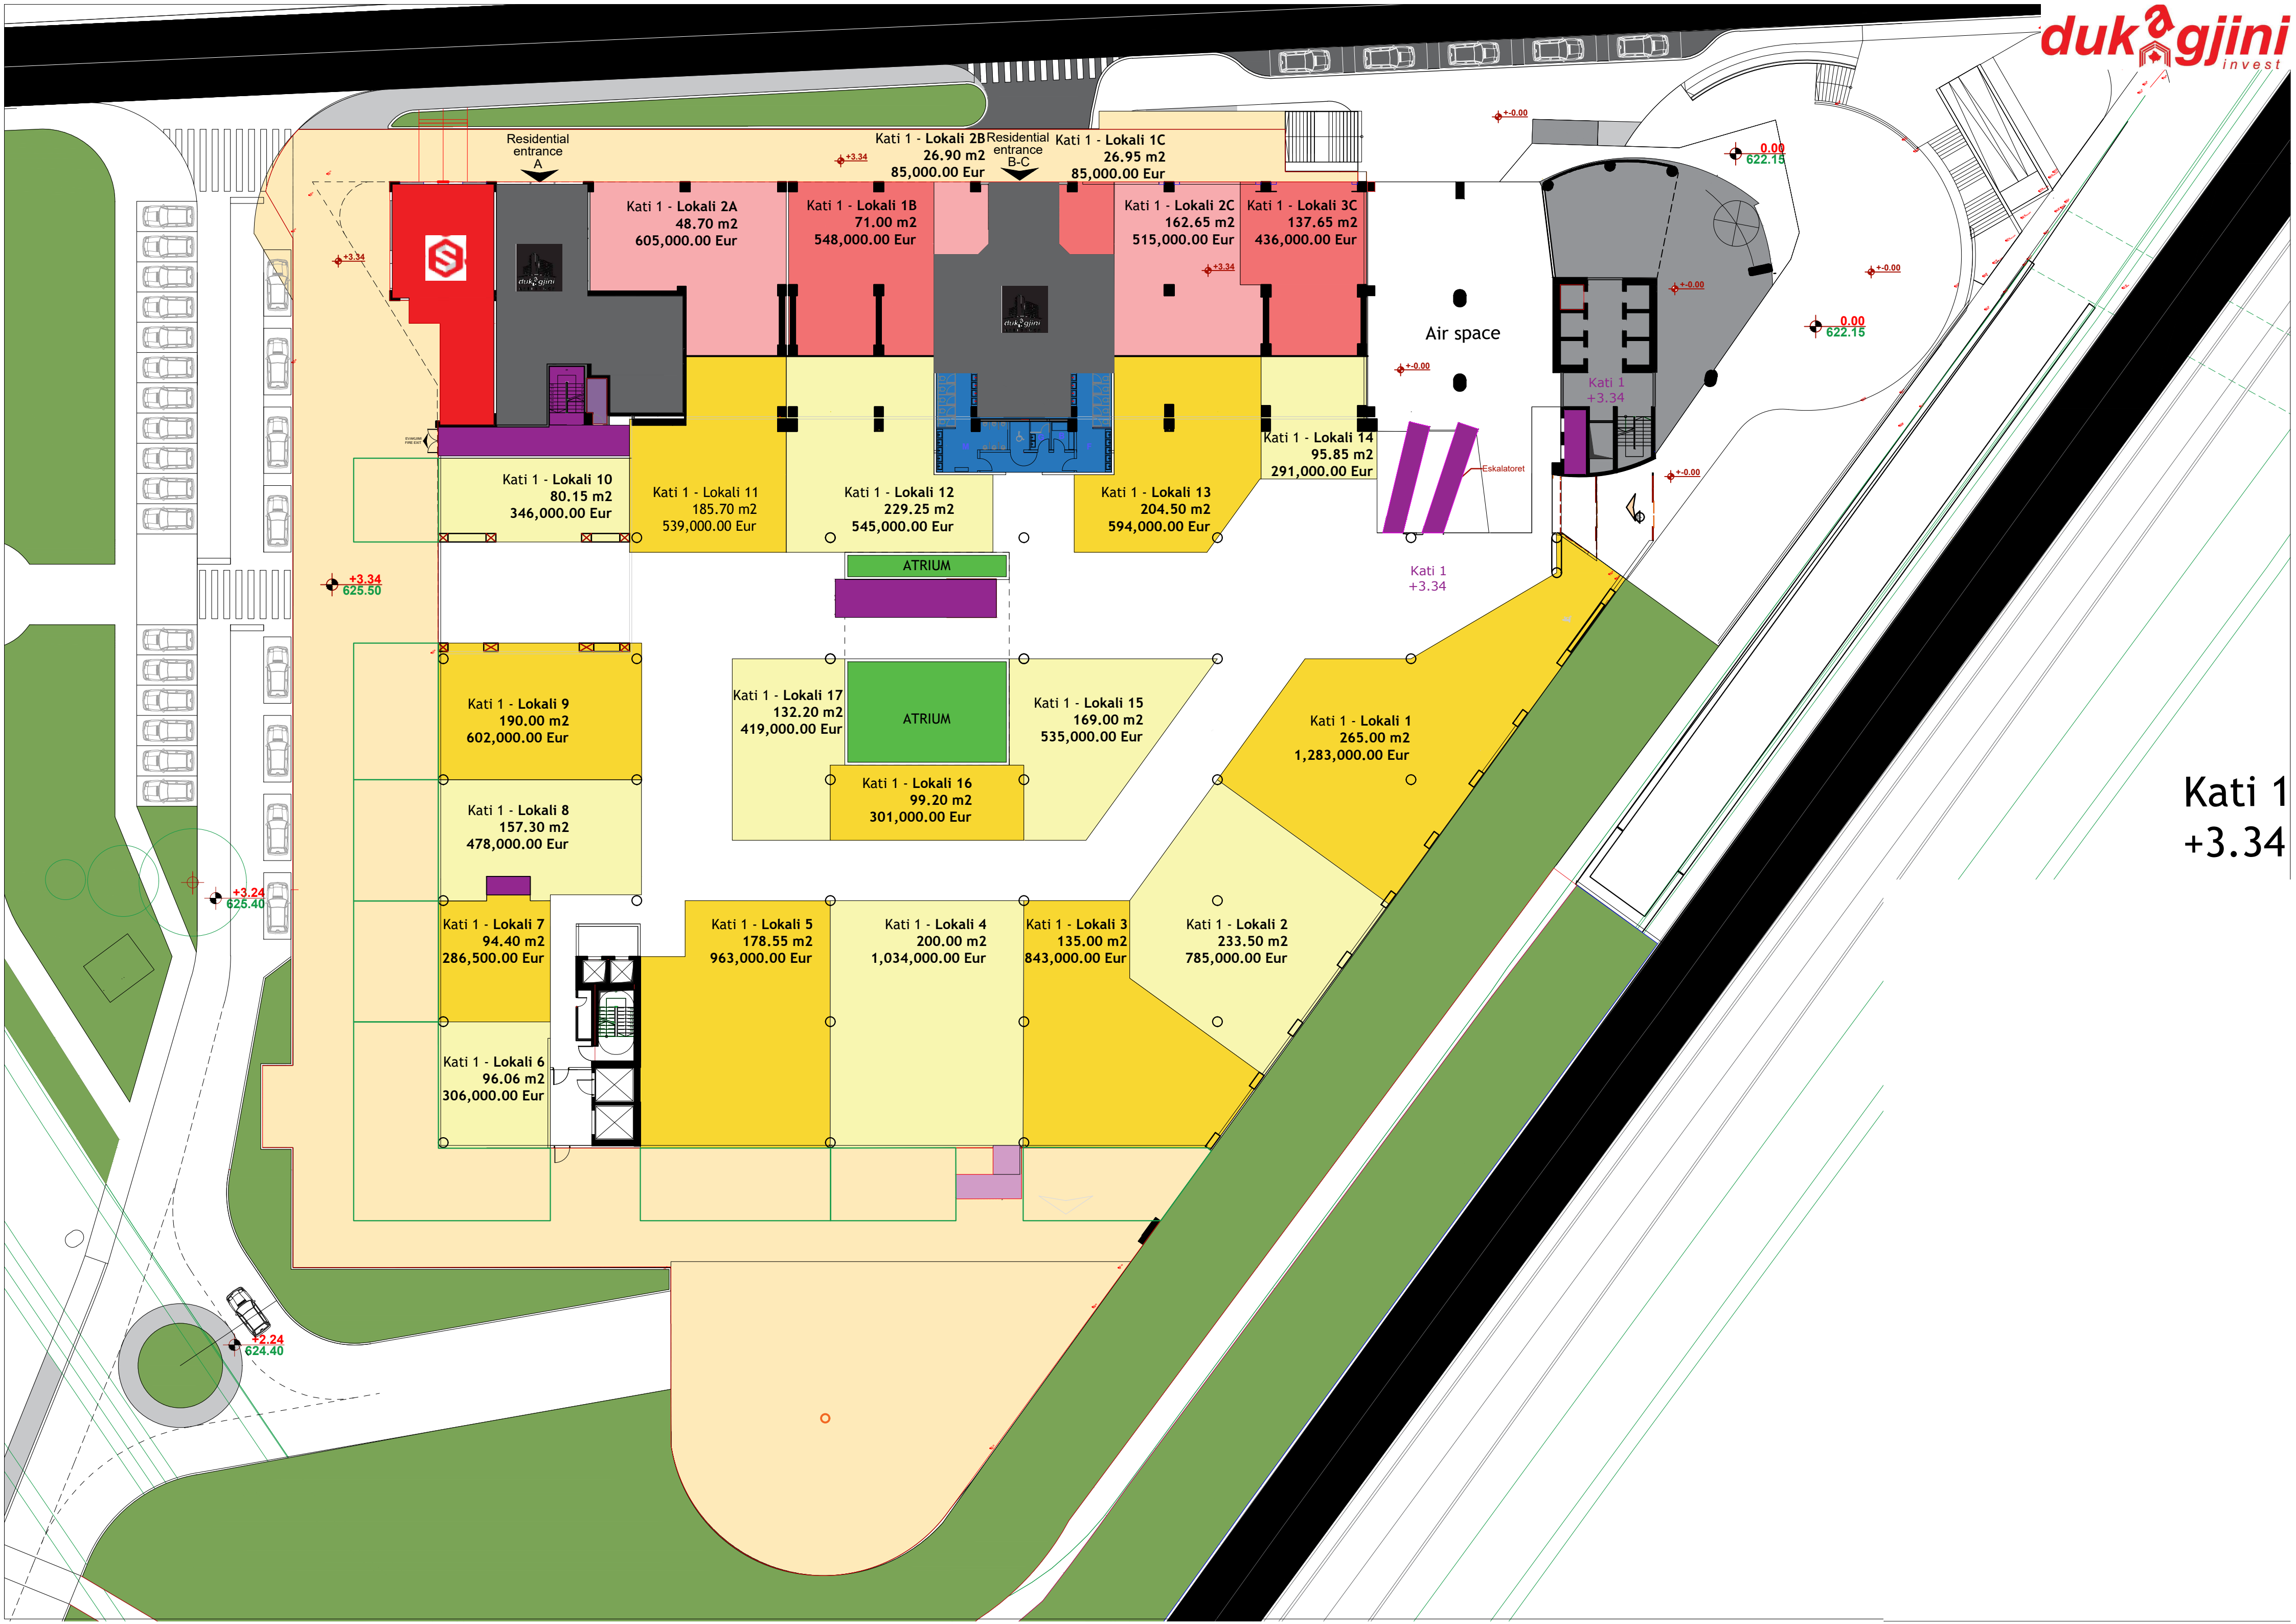 dukagjini
invest
Residential
entrance
A
Kati 1 - Lokali 2B
26.90 m2
85,000.00 Eur
Residential
entrance
B-C
Kati 1 - Lokali 1C
26.95 m2
85,000.00 Eur
+3.34
+-0.00
0.00
622.15
Kati 1 - Lokali 2A
48.70 m2
605,000.00 Eur
Kati 1 - Lokali 1B
71.00 m2
548,000.00 Eur
Kati 1 - Lokali 2C
162.65 m2
515,000.00 Eur
Kati 1 - Lokali 3C
137.65 m2
436,000.00 Eur
+3.34
+3.34
+-0.00
+-0.00
dukagjini
dukagjini
Air space
0.00
622.15
+-0.00
Kati 1
+3.34
Kati 1 - Lokali 14
95.85 m2
291,000.00 Eur
Eskalatoret
+-0.00
Kati 1 - Lokali 10
80.15 m2
346,000.00 Eur
Kati 1 - Lokali 11
185.70 m2
539,000.00 Eur
Kati 1 - Lokali 12
229.25 m2
545,000.00 Eur
Kati 1 - Lokali 13
204.50 m2
594,000.00 Eur
ATRIUM
Kati 1
+3.34
+3.34
625.50
Kati 1 - Lokali 9
190.00 m2
602,000.00 Eur
Kati 1 - Lokali 17
132.20 m2
419,000.00 Eur
ATRIUM
Kati 1 - Lokali 15
169.00 m2
535,000.00 Eur
Kati 1 - Lokali 1
265.00 m2
1,283,000.00 Eur
Kati 1 - Lokali 16
99.20 m2
301,000.00 Eur
Kati 1
+3.34
Kati 1 - Lokali 8
157.30 m2
478,000.00 Eur
+3.24
625.40
Kati 1 - Lokali 7
94.40 m2
286,500.00 Eur
Kati 1 - Lokali 5
178.55 m2
963,000.00 Eur
Kati 1 - Lokali 4
200.00 m2
1,034,000.00 Eur
Kati 1 - Lokali 3
135.00 m2
843,000.00 Eur
Kati 1 - Lokali 2
233.50 m2
785,000.00 Eur
Kati 1 - Lokali 6
96.06 m2
306,000.00 Eur
+2.24
624.40